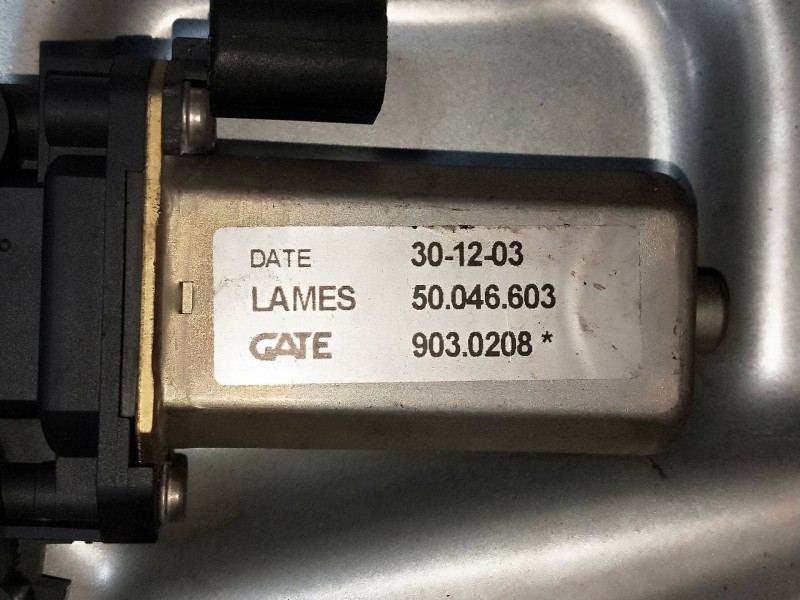 DATE 30-12-03
LAMES 50.046.603
GATE 903.0208 *